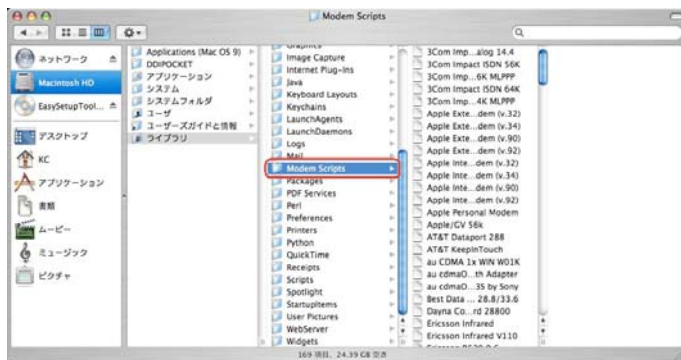 Modem Scripts
ネットワーク
Macintosh HD
EasySetupTool...
デスクトップ
KC
アプリケーション
書類
ムービー
ミュージック
ピクチャ
Applications (Mac OS 9)
DDIPOCKET
アプリケーション
システム
システムフォルダ
ユーザ
ユーザーズガイドと情報
ライブラリ
Graphics
Image Capture
Internet Plug-Ins
Java
Keyboard Layouts
Keychains
LaunchAgents
LaunchDaemons
Logs
Mail
Modem Scripts
Packages
PDF Services
Perl
Preferences
Printers
Python
QuickTime
Receipts
Scripts
Spotlight
StartupItems
User Pictures
WebServer
Widgets
3Com Imp...alog 14.4
3Com Impact ISDN 56K
3Com Imp...6K MLPPP
3Com Impact ISDN 64K
3Com Imp...4K MLPPP
Apple Exte...dem (v.32)
Apple Exte...dem (v.34)
Apple Exte...dem (v.90)
Apple Exte...dem (v.92)
Apple Inte...dem (v.32)
Apple Inte...dem (v.34)
Apple Inte...dem (v.90)
Apple Inte...dem (v.92)
Apple Personal Modem
Apple/GV 56k
AT&T Dataport 288
AT&T KeepInTouch
au CDMA 1x WIN W01K
au cdmaO...th Adapter
au cdmaO...35 by Sony
Best Data ... 28.8/33.6
Dayna Co...rd 28800
Ericsson Infrared
Ericsson Infrared V110
169 項目、24.39 GB 空き